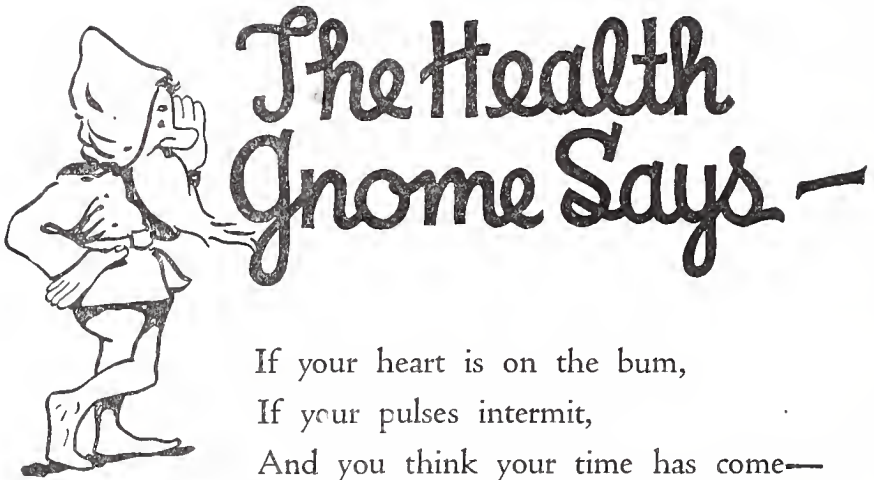 The Health
Gnome Says—
If your heart is on the bum,
If your pulses intermit,
And you think your time has come—